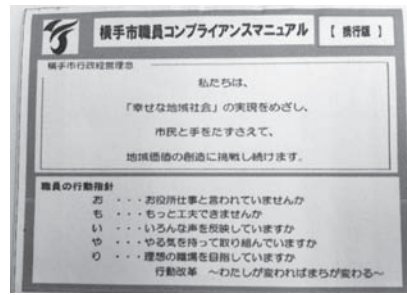 横手市職員コンプライアンスマニュアル 【 携行版 】
横手市行政経営理念
私たちは、
「幸せな地域社会」の実現をめざし、
市民と手をたずさえて、
地域価値の創造に挑戦し続けます。
職員の行動指針
お ・・・お役所仕事と言われていませんか
も ・・・もっと工夫できませんか
い ・・・いろんな声を反映していますか
や ・・・やる気を持って取り組んでいますか
り ・・・理想の職場を目指していますか
行動改革 ～わたしが変わればまちが変わる～